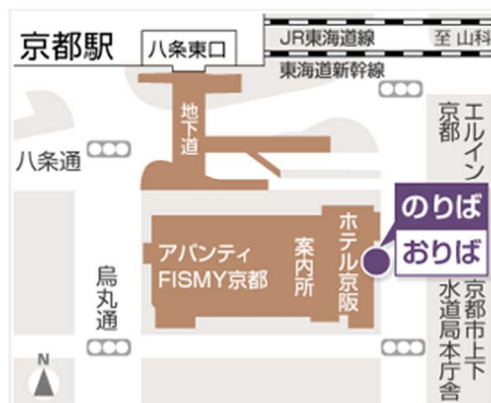 京都駅
八条東口
JR東海道線
至 山科
東海道新幹線
地下道
八条通
エルイン
京都
のりば
おりば
アバンティ
FISMY京都
案内所
ホテル京阪
烏丸通
京都市上下
水道局本庁舎
N